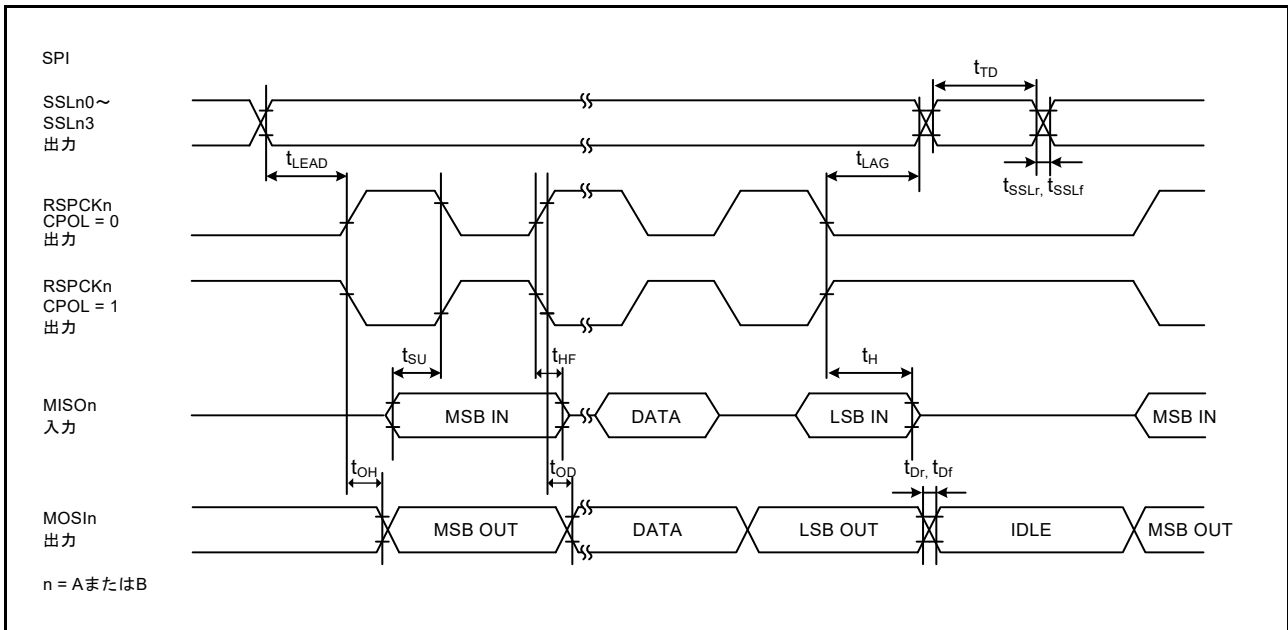 SPI
SSLn0～
SSLn3
出力
tTD
tLEAD
tLAG
tSSLr, tSSLf
RSPCKn
CPOL = 0
出力
RSPCKn
CPOL = 1
出力
tSU
tHF
tH
MISOn
入力
MSB IN
DATA
LSB IN
MSB IN
tOH
tOD
tDr, tDf
MOSIn
出力
MSB OUT
DATA
LSB OUT
IDLE
MSB OUT
n = AまたはB